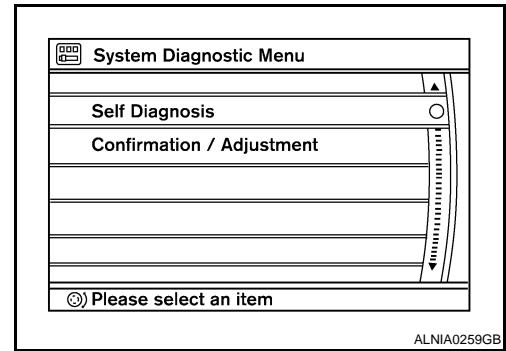 System Diagnostic Menu
Self Diagnosis
Confirmation / Adjustment
Please select an item
ALNIA0259GB